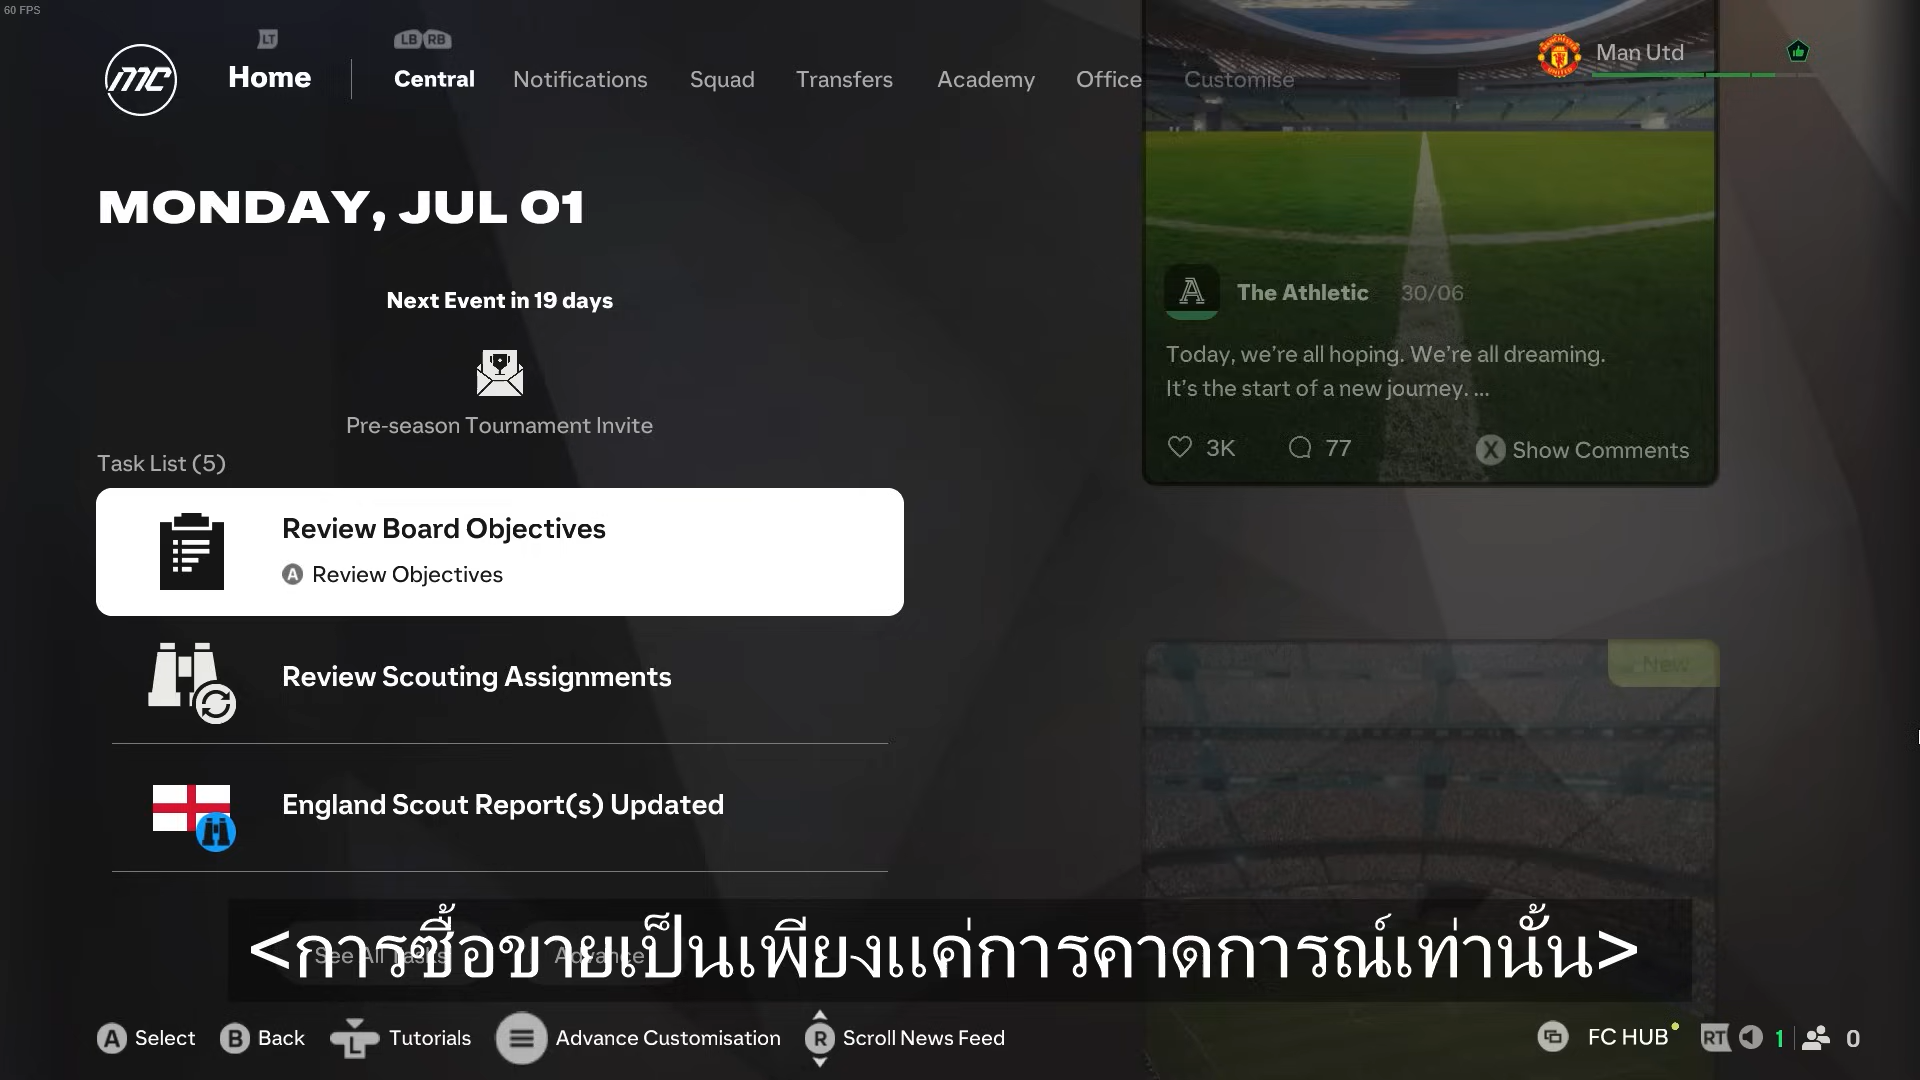 60 FPS
LT
LB RB
MC
Home
Central
Notifications
Squad
Transfers
Academy
Office
Customise
Man Utd
MONDAY, JUL 01
Next Event in 19 days
Pre-season Tournament Invite
Task List (5)
Review Board Objectives
A Review Objectives
Review Scouting Assignments
England Scout Report(s) Updated
See All Tasks
Advance
A The Athletic 30/06
Today, we're all hoping. We're all dreaming.
It's the start of a new journey. ...
3K
77
X Show Comments
New
<การซื้อขายเป็นเพียงแค่การคาดการณ์เท่านั้น>
A Select
B Back
L Tutorials
Advance Customisation
R Scroll News Feed
FC HUB
RT
1
0